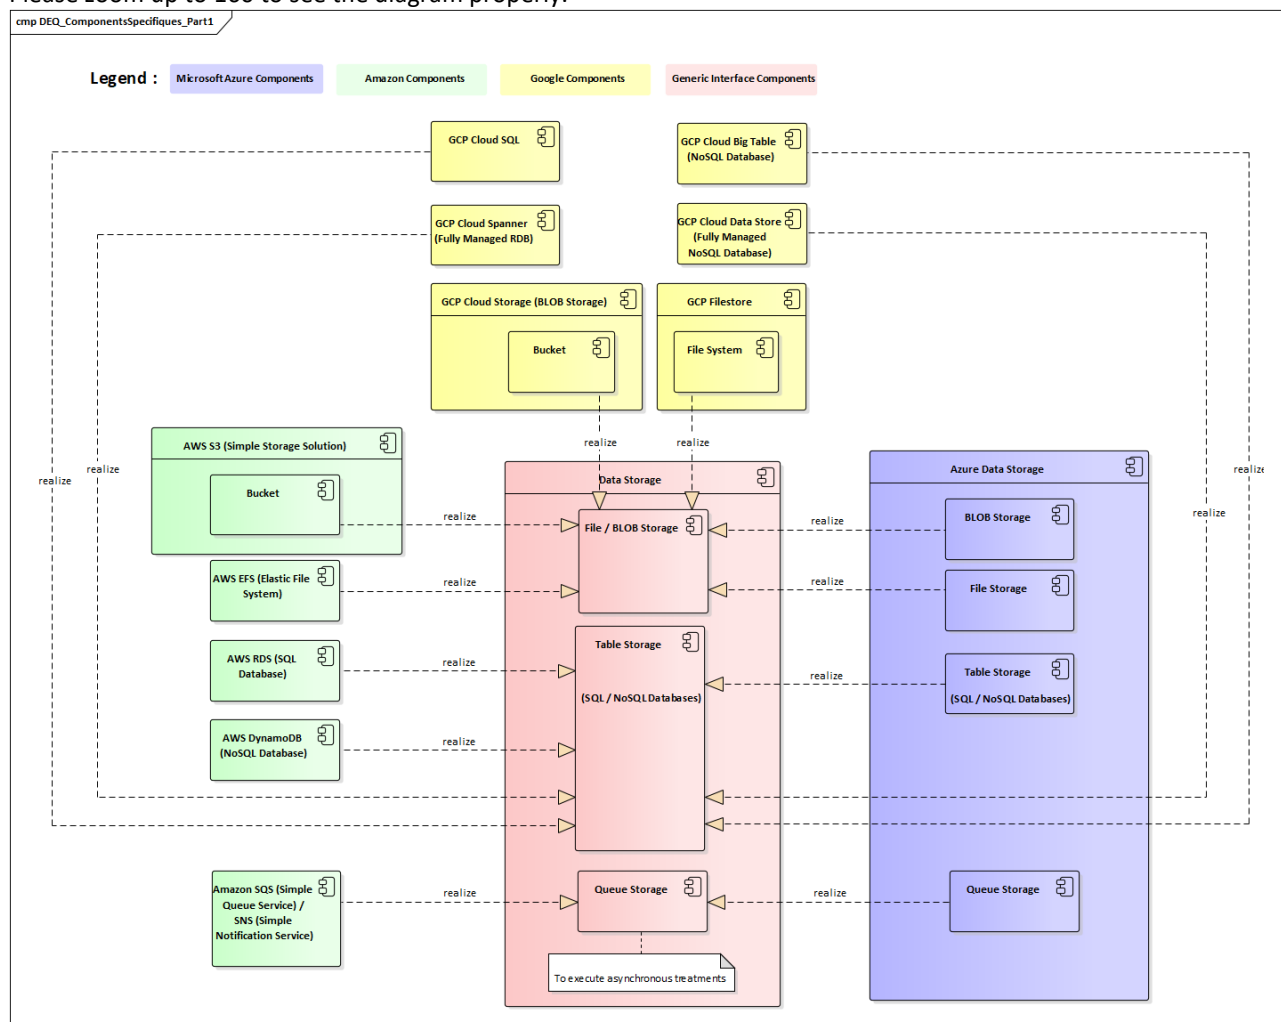 cmp DEQ_ComponentsSpecifiques_Part1
Legend :
Microsoft Azure Components
Amazon Components
Google Components
Generic Interface Components
GCP Cloud SQL
GCP Cloud Big Table
(NoSQL Database)
GCP Cloud Spanner
(Fully Managed RDB)
GCP Cloud Data Store
(Fully Managed
NoSQL Database)
GCP Cloud Storage (BLOB Storage)
Bucket
GCP Filestore
File System
realize
realize
AWS S3 (Simple Storage Solution)
Bucket
realize
realize
realize
realize
Data Storage
Azure Data Storage
realize
File / BLOB Storage
realize
BLOB Storage
AWS EFS (Elastic File
System)
realize
realize
File Storage
AWS RDS (SQL
Database)
realize
Table Storage
(SQL / NoSQL Databases)
realize
Table Storage
(SQL / NoSQL Databases)
AWS DynamoDB
(NoSQL Database)
realize
Amazon SQS (Simple
Queue Service) /
SNS (Simple
Notification Service)
realize
Queue Storage
realize
Queue Storage
To execute asynchronous treatments